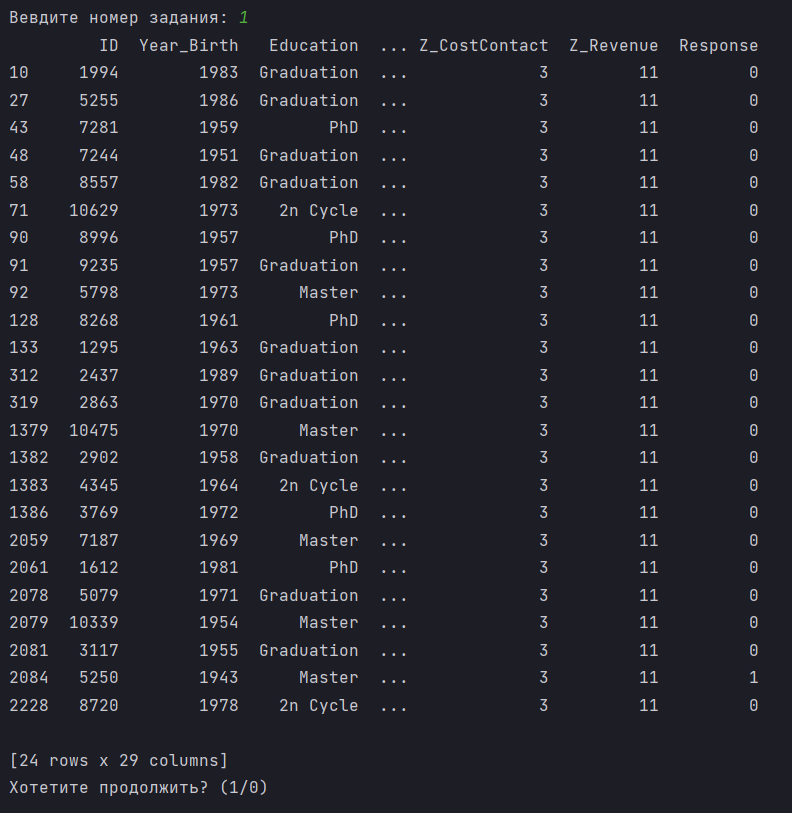 Вевдите номер задания: 1
ID Year_Birth Education ... Z_CostContact Z_Revenue Response
10 1994 1983 Graduation ... 3 11 0
27 5255 1986 Graduation ... 3 11 0
43 7281 1959 PhD ... 3 11 0
48 7244 1951 Graduation ... 3 11 0
58 8557 1982 Graduation ... 3 11 0
71 10629 1973 2n Cycle ... 3 11 0
90 8996 1957 PhD ... 3 11 0
91 9235 1957 Graduation ... 3 11 0
92 5798 1973 Master ... 3 11 0
128 8268 1961 PhD ... 3 11 0
133 1295 1963 Graduation ... 3 11 0
312 2437 1989 Graduation ... 3 11 0
319 2863 1970 Graduation ... 3 11 0
1379 10475 1970 Master ... 3 11 0
1382 2902 1958 Graduation ... 3 11 0
1383 4345 1964 2n Cycle ... 3 11 0
1386 3769 1972 PhD ... 3 11 0
2059 7187 1969 Master ... 3 11 0
2061 1612 1981 PhD ... 3 11 0
2078 5079 1971 Graduation ... 3 11 0
2079 10339 1954 Master ... 3 11 0
2081 3117 1955 Graduation ... 3 11 0
2084 5250 1943 Master ... 3 11 1
2228 8720 1978 2n Cycle ... 3 11 0
[24 rows x 29 columns]
Хотетите продолжить? (1/0)